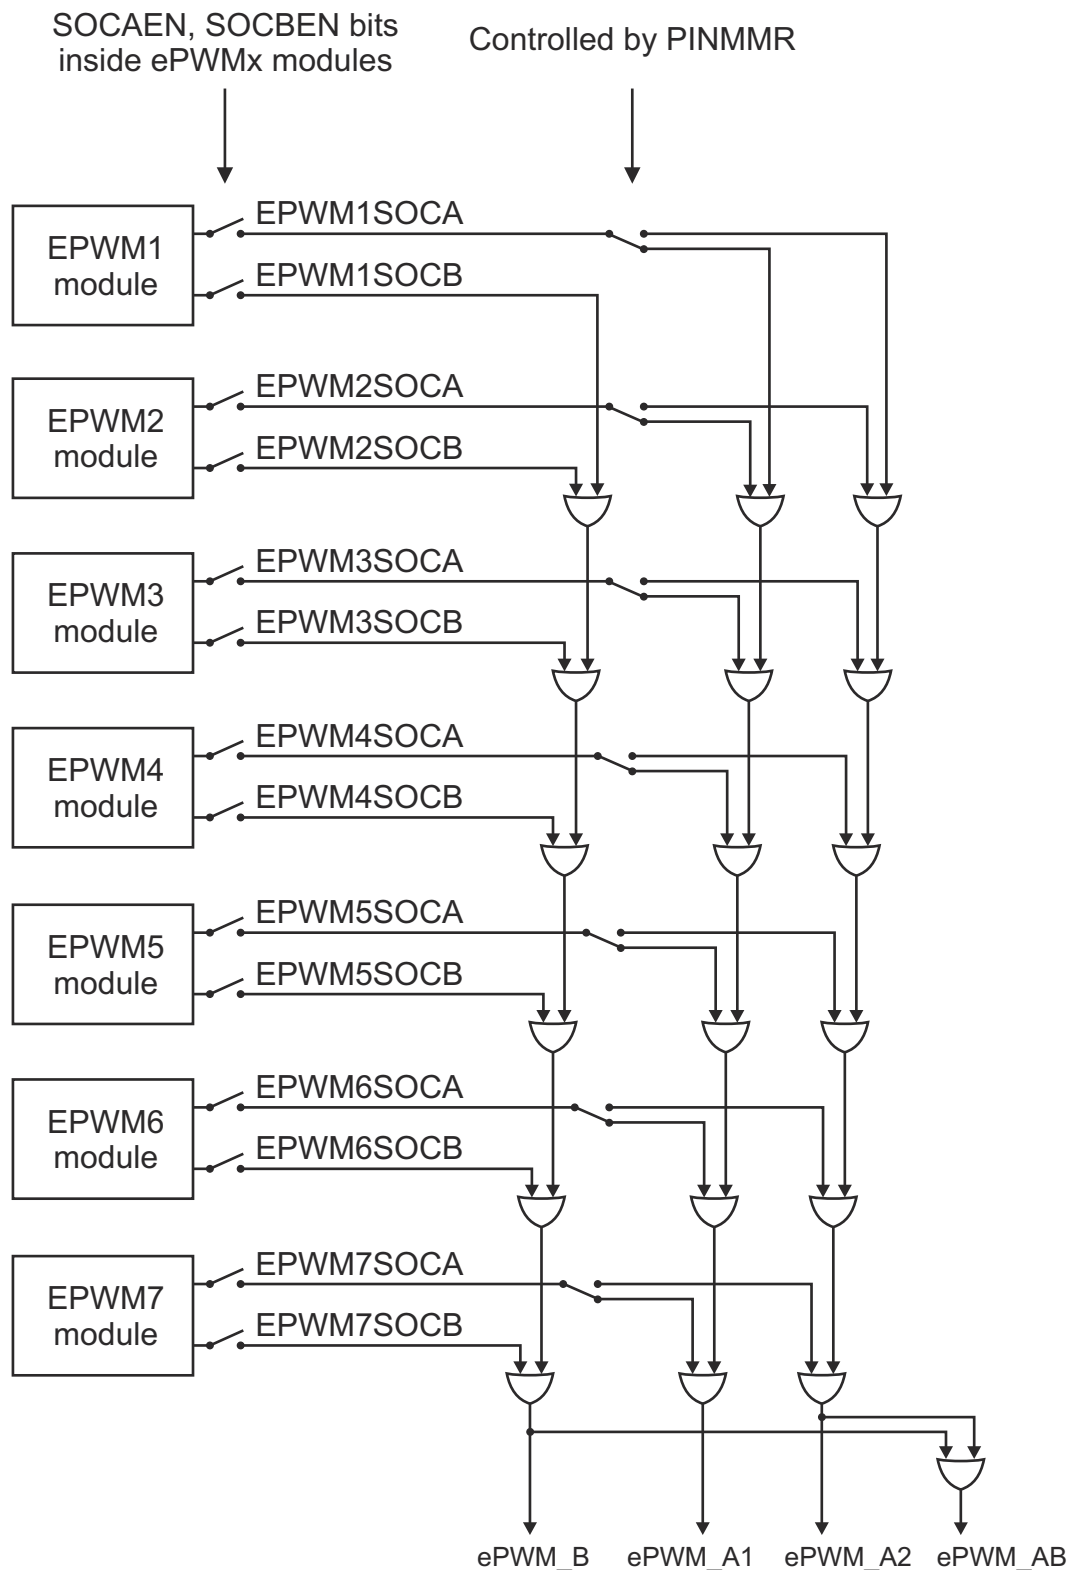 SOCAEN, SOCBEN bits
inside ePWMx modules
Controlled by PINMMR
EPWM1
module
EPWM1SOCA
EPWM1SOCB
EPWM2
module
EPWM2SOCA
EPWM2SOCB
EPWM3
module
EPWM3SOCA
EPWM3SOCB
EPWM4
module
EPWM4SOCA
EPWM4SOCB
EPWM5
module
EPWM5SOCA
EPWM5SOCB
EPWM6
module
EPWM6SOCA
EPWM6SOCB
EPWM7
module
EPWM7SOCA
EPWM7SOCB
ePWM_B
ePWM_A1
ePWM_A2
ePWM_AB